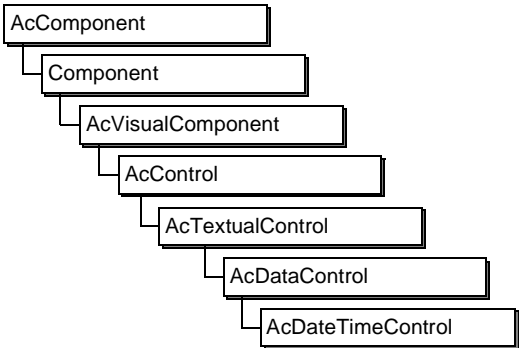 AcComponent
Component
AcVisualComponent
AcControl
AcTextualControl
AcDataControl
AcDateTimeControl